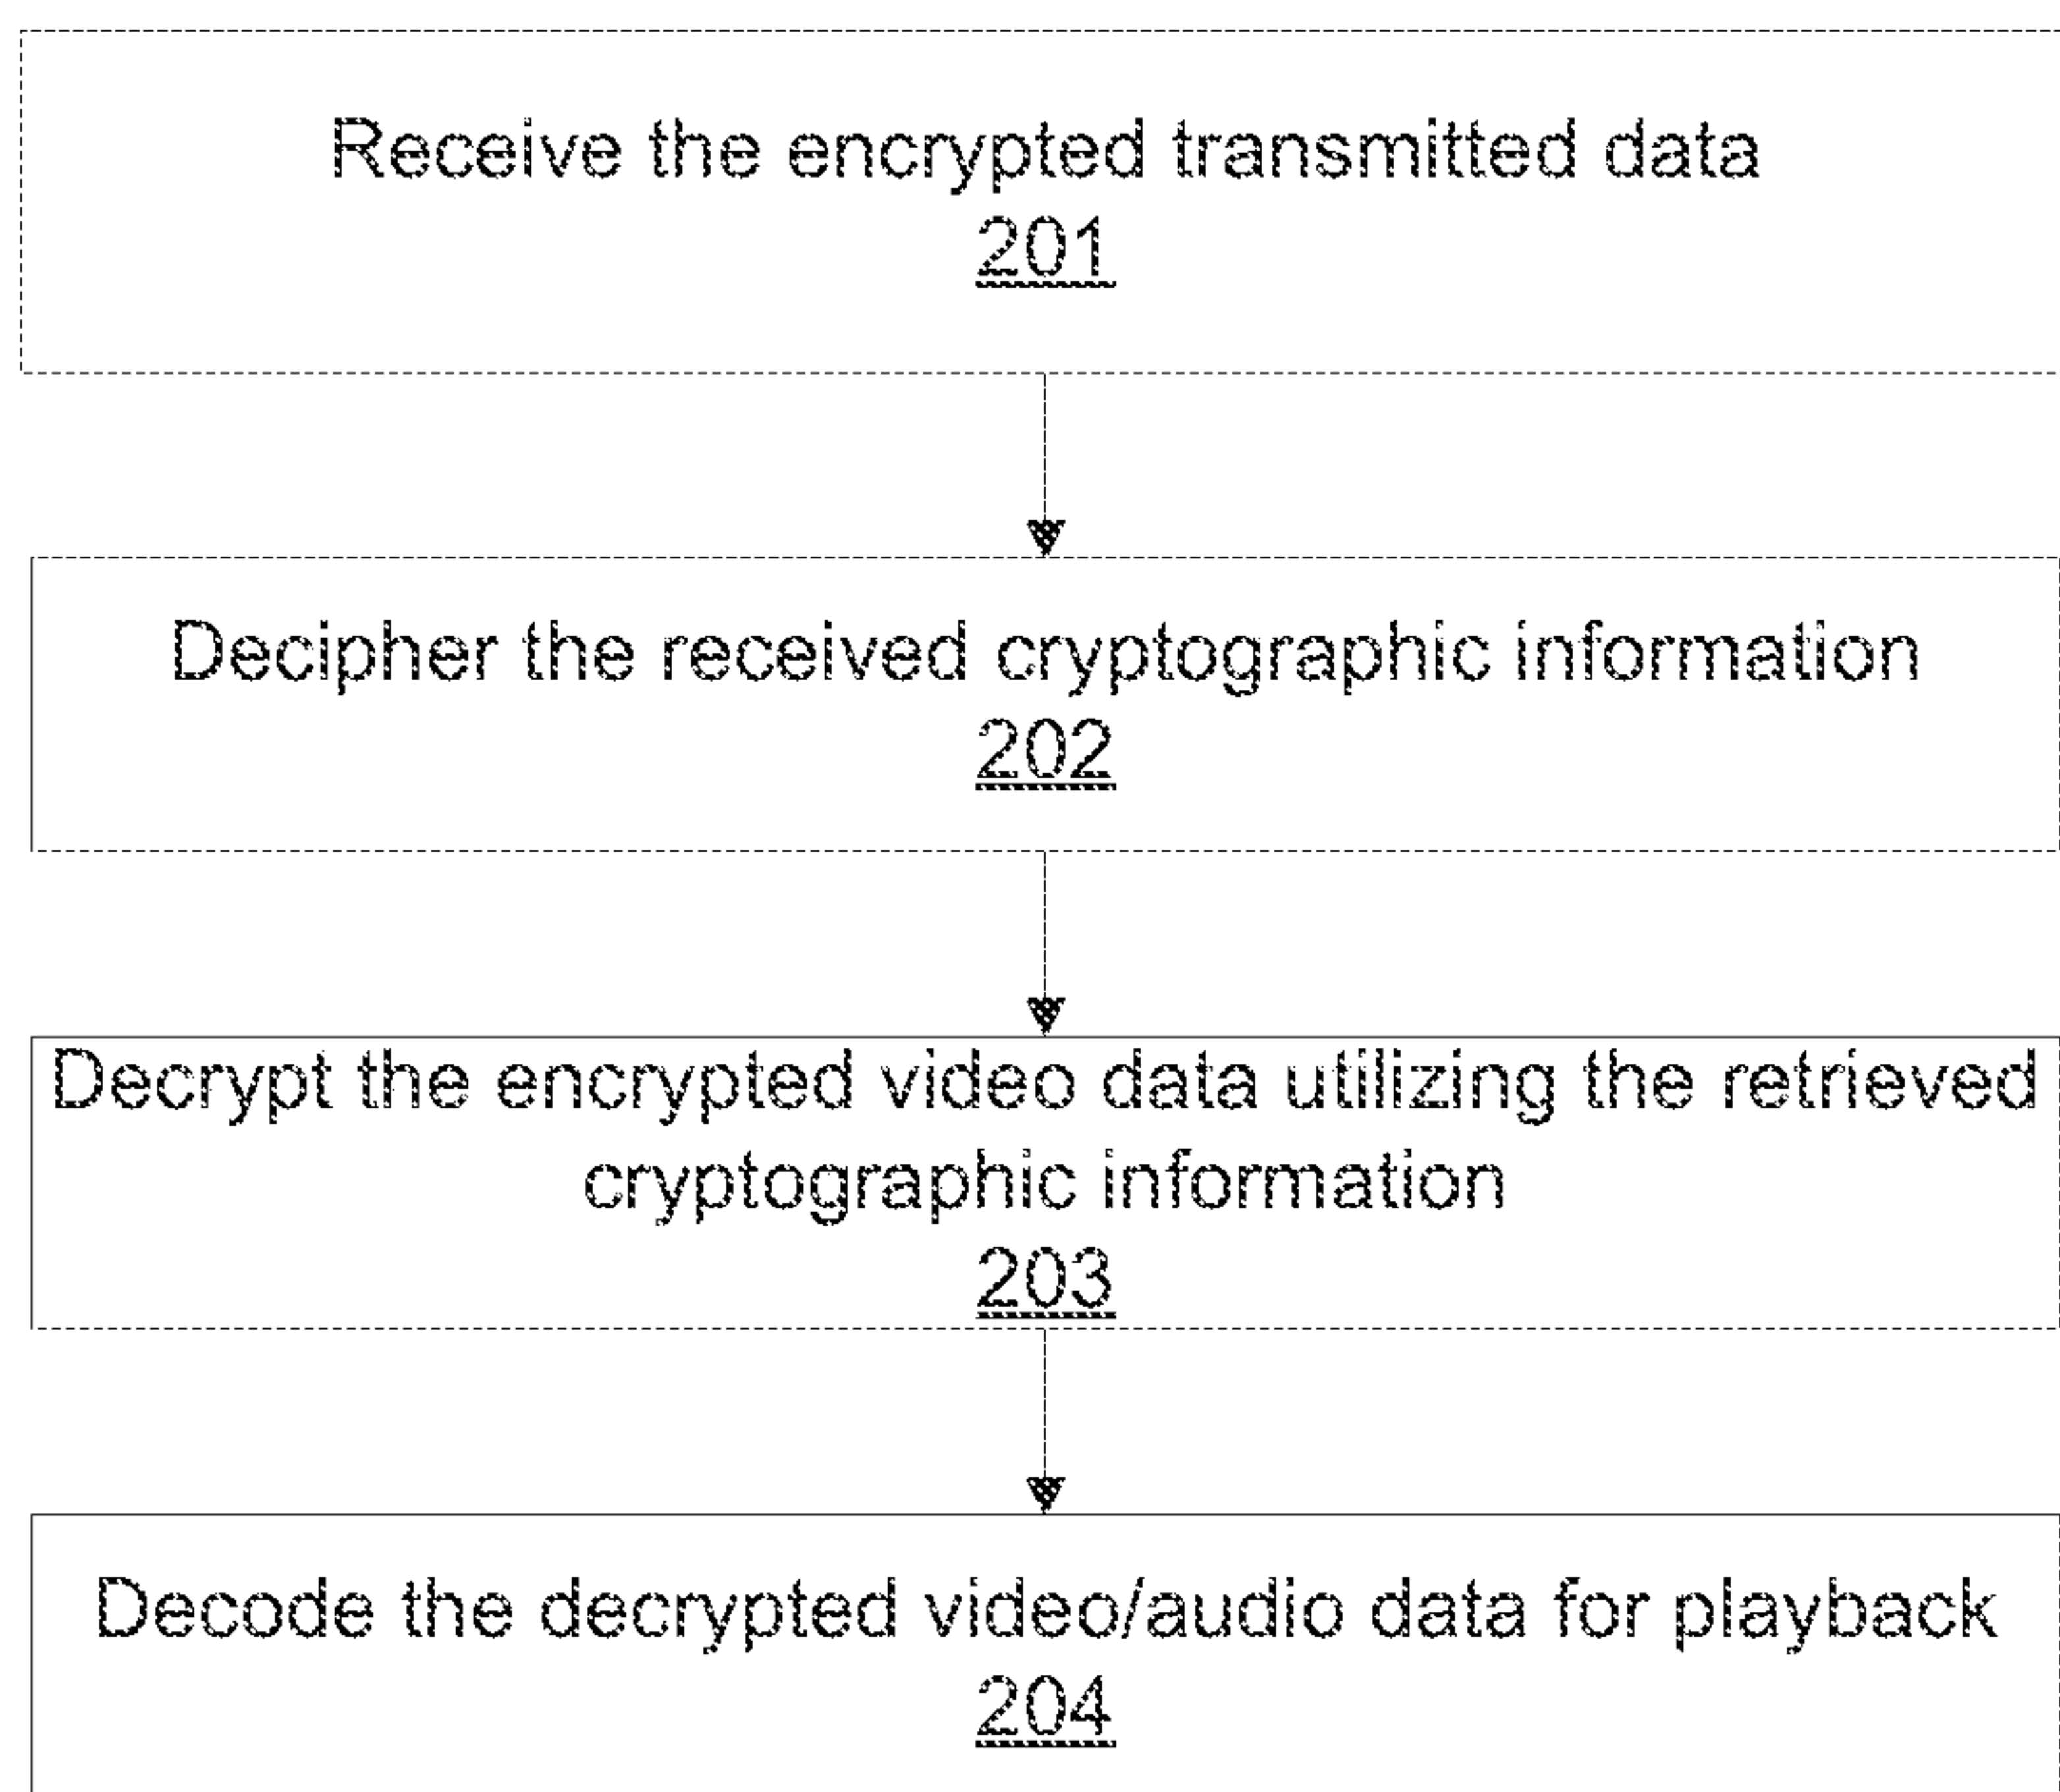 Receive the encrypted transmitted data
201
Decipher the received cryptographic information
202
Decrypt the encrypted video data utilizing the retrieved
cryptographic information
203
Decode the decrypted video/audio data for playback
204